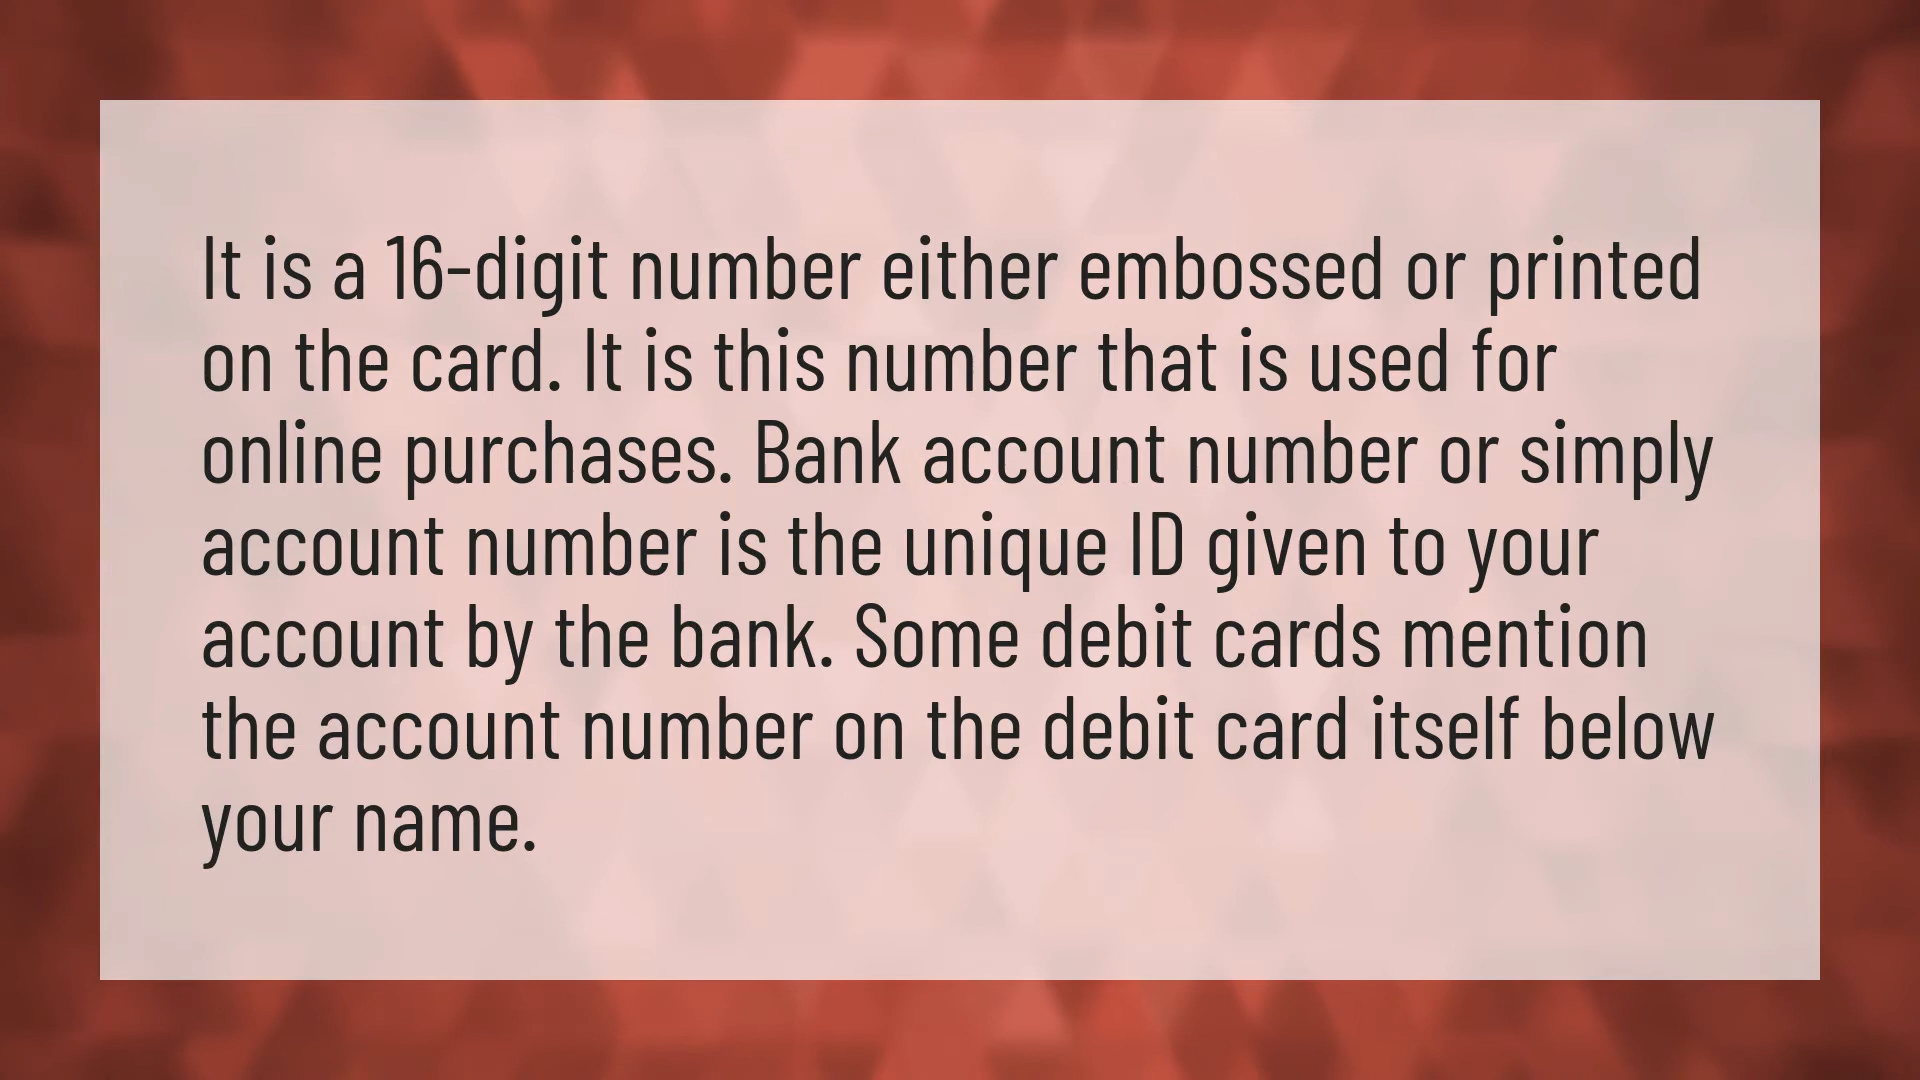 It is a 16-digit number either embossed or printed
on the card. It is this number that is used for
online purchases. Bank account number or simply
account number is the unique ID given to your
account by the bank. Some debit cards mention
the account number on the debit card itself below
your name.